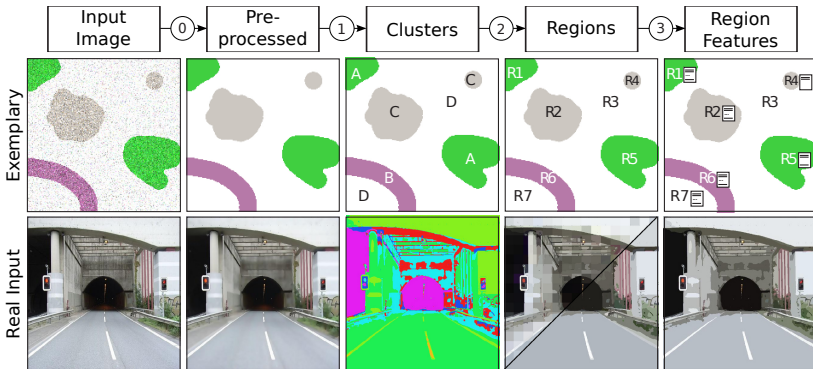 Input
Image
0
Pre-
processed
1
Clusters
2
Regions
3
Region
Features
Exemplary
A
C
C
D
A
B
D
R1
R4
R2
R3
R5
R6
R7
R1
R4
R2
R3
R5
R6
R7
Real Input